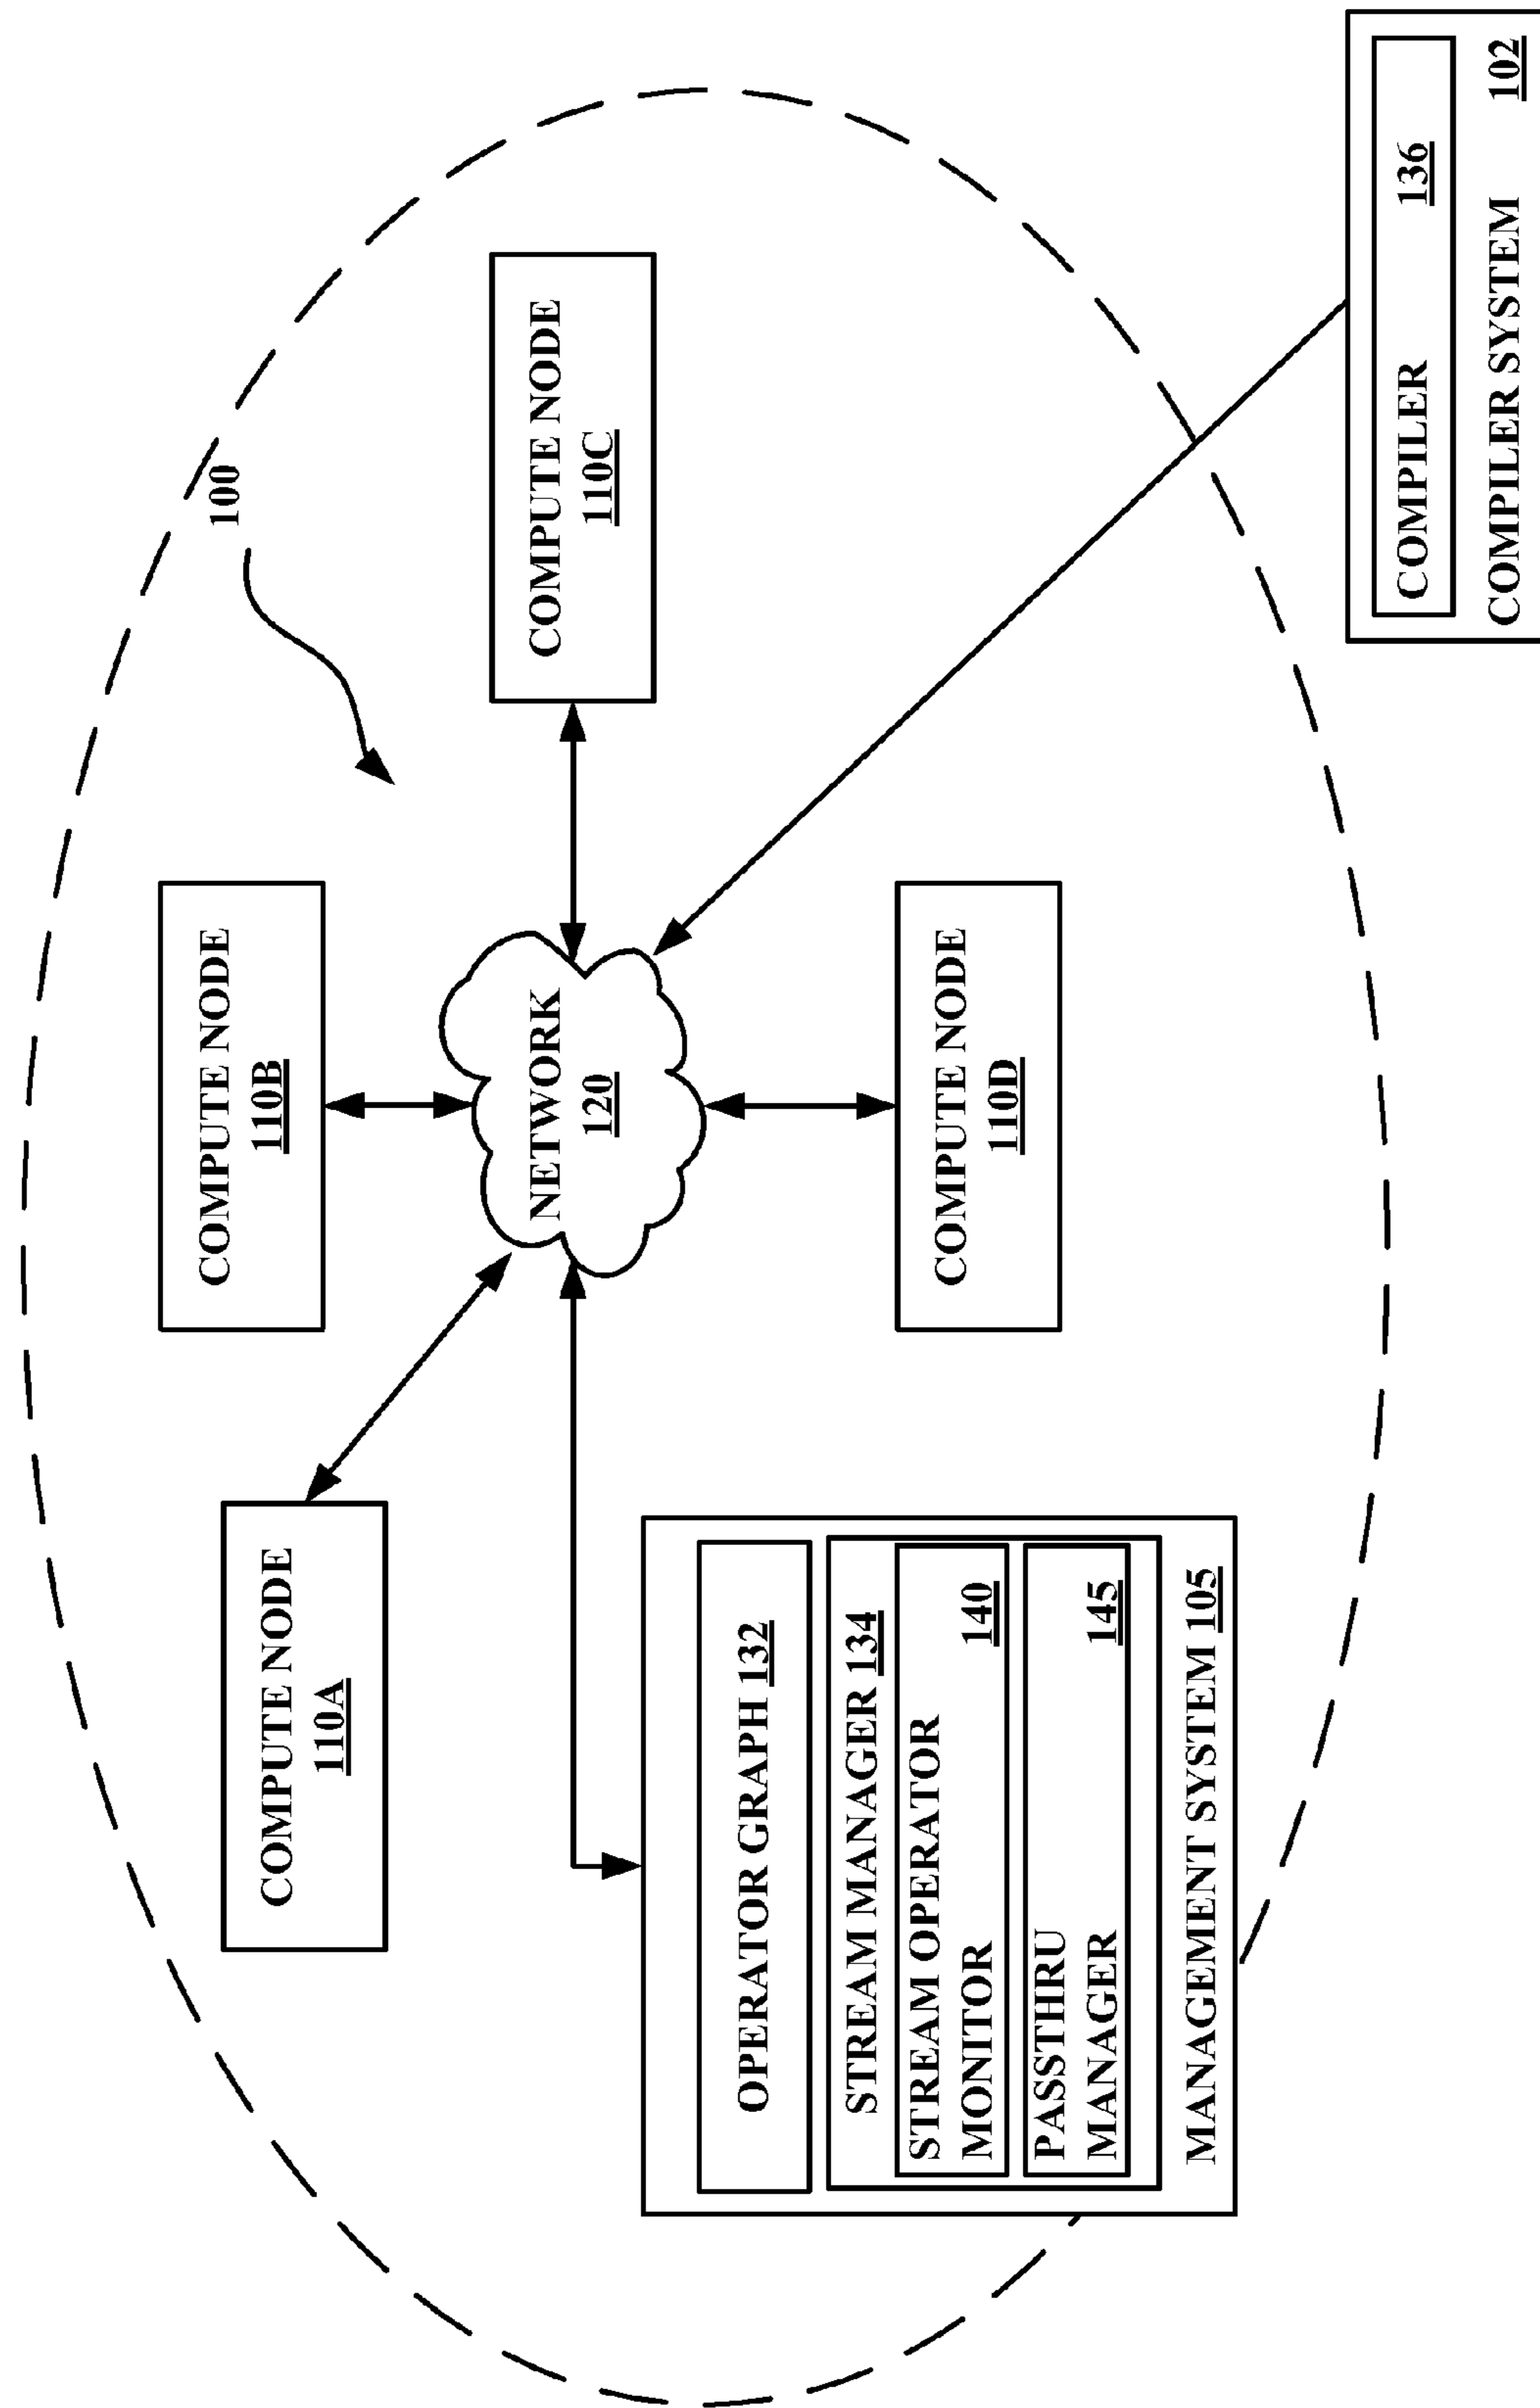 100
COMPUTE NODE
110A
COMPUTE NODE
110B
COMPUTE NODE
110C
NETWORK
120
COMPUTE NODE
110D
OPERATOR GRAPH 132
STREAM MANAGER 134
STREAM OPERATOR
MONITOR 140
PASSTHRU
MANAGER 145
MANAGEMENT SYSTEM 105
COMPILER 136
COMPILER SYSTEM 102